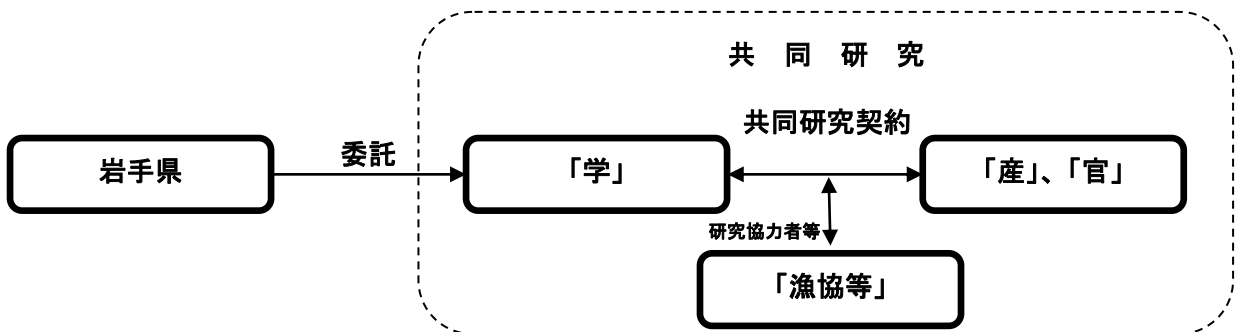 共 同 研 究
共同研究契約
岩手県
委託
「学」
「産」、「官」
研究協力者等
「漁協等」